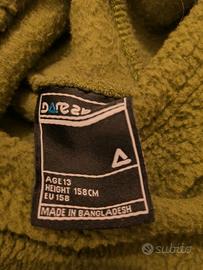 DARE2B
AGE 13
HEIGHT 158CM
EU 158
MADE IN BANGLADESH
subito